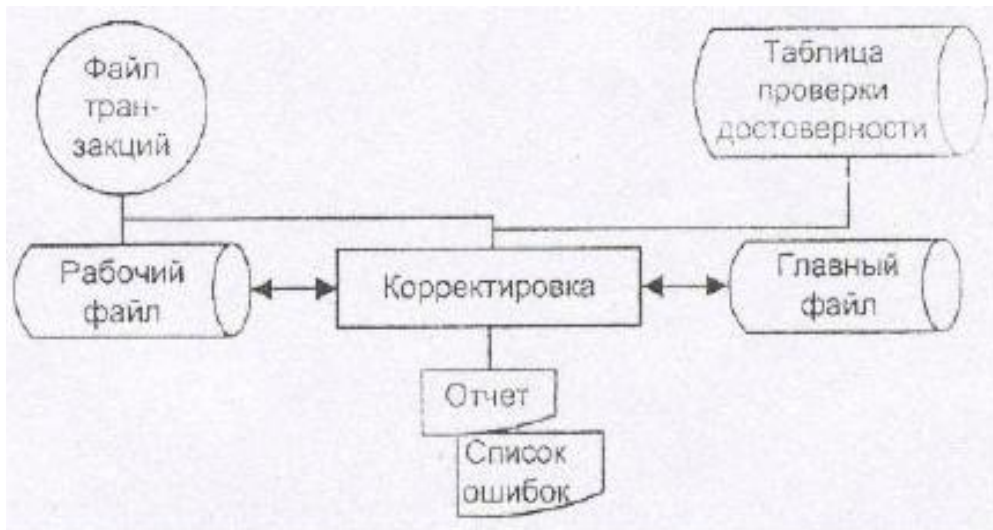 Файл
тран-
закций
Таблица
проверки
достоверности
Рабочий
файл
Корректировка
Главный
файл
Отчет
Список
ошибок